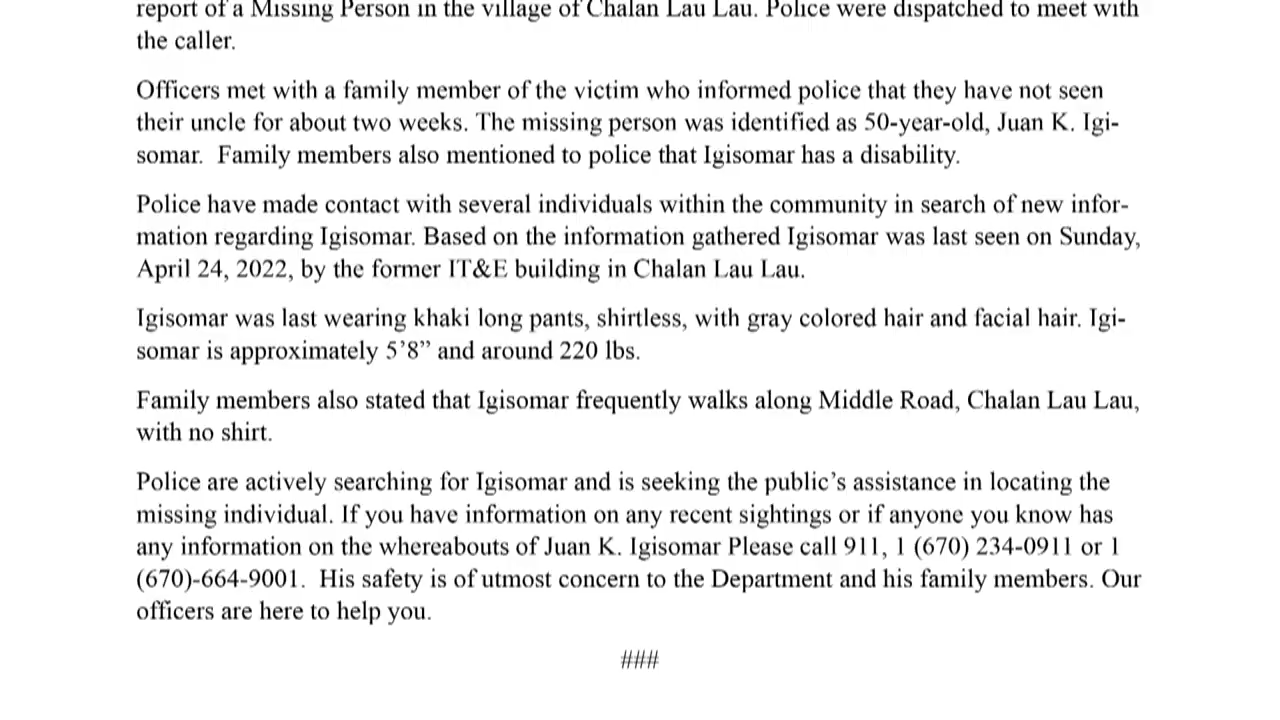 report of a Missing Person in the village of Chalan Lau Lau. Police were dispatched to meet with
the caller.
Officers met with a family member of the victim who informed police that they have not seen
their uncle for about two weeks. The missing person was identified as 50-year-old, Juan K. Igi-
somar.  Family members also mentioned to police that Igisomar has a disability.
Police have made contact with several individuals within the community in search of new infor-
mation regarding Igisomar. Based on the information gathered Igisomar was last seen on Sunday,
April 24, 2022, by the former IT&E building in Chalan Lau Lau.
Igisomar was last wearing khaki long pants, shirtless, with gray colored hair and facial hair. Igi-
somar is approximately 5’8” and around 220 lbs.
Family members also stated that Igisomar frequently walks along Middle Road, Chalan Lau Lau,
with no shirt.
Police are actively searching for Igisomar and is seeking the public’s assistance in locating the
missing individual. If you have information on any recent sightings or if anyone you know has
any information on the whereabouts of Juan K. Igisomar Please call 911, 1 (670) 234-0911 or 1
(670)-664-9001.  His safety is of utmost concern to the Department and his family members. Our
officers are here to help you.
###